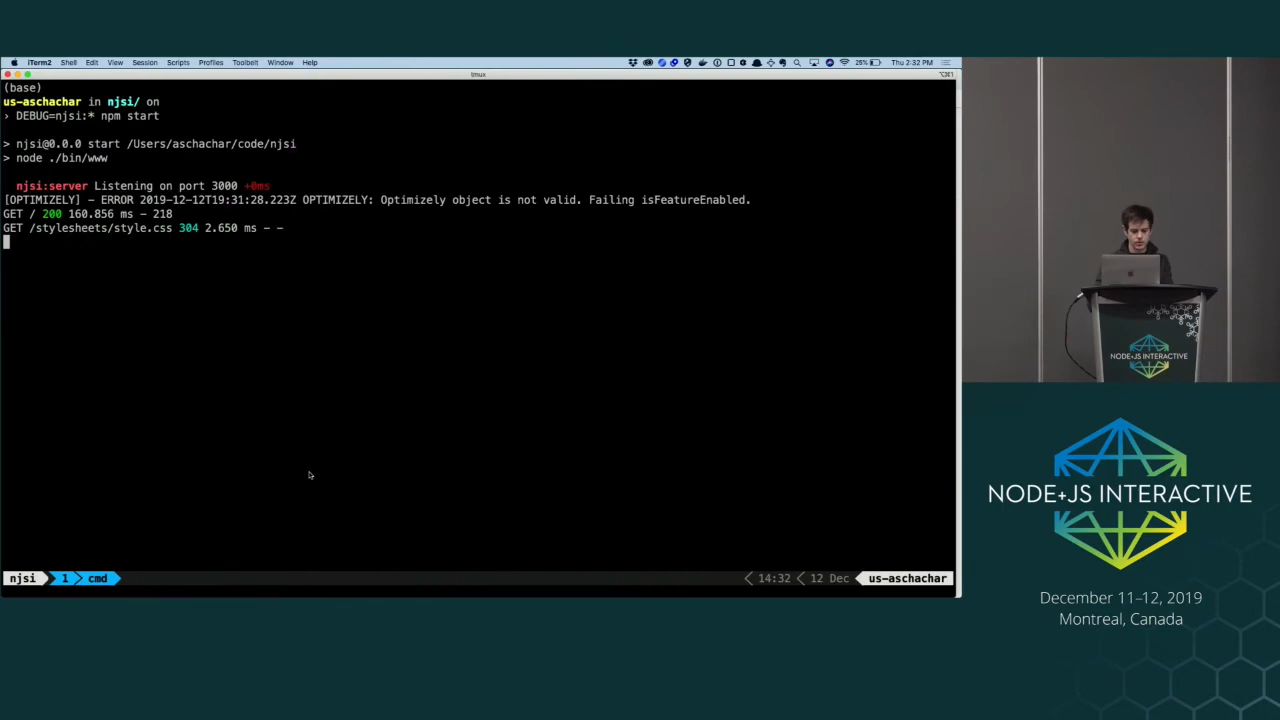 iTerm2 Shell Edit View Session Scripts Profiles Toolbelt Window Help 25% Thu 2:32 PM
tmux
(base)
us-aschachar in njsi/ on
› DEBUG=njsi:* npm start
> njsi@0.0.0 start /Users/aschachar/code/njsi
> node ./bin/www
njsi:server Listening on port 3000 +0ms
[OPTIMIZELY] - ERROR 2019-12-12T19:31:28.223Z OPTIMIZELY: Optimizely object is not valid. Failing isFeatureEnabled.
GET / 200 160.856 ms - 218
GET /stylesheets/style.css 304 2.650 ms - -
njsi 1 cmd 14:32 12 Dec us-aschachar
NODE+JS INTERACTIVE
NODE+JS INTERACTIVE
December 11–12, 2019
Montreal, Canada